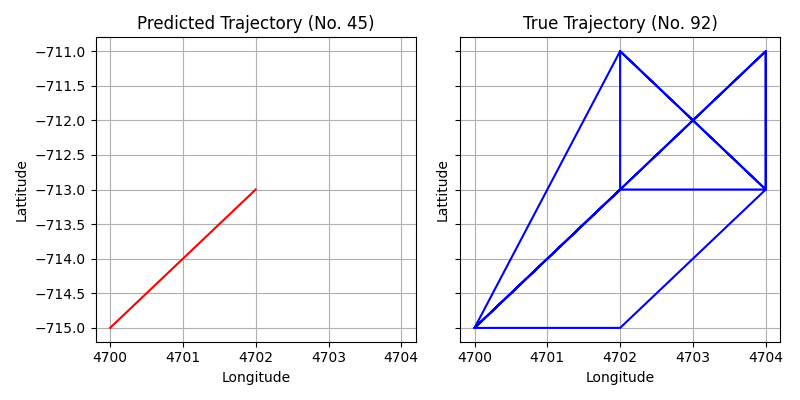 Predicted Trajectory (No. 45)
Lattitude
−711.0
−711.5
−712.0
−712.5
−713.0
−713.5
−714.0
−714.5
−715.0
4700 4701 4702 4703 4704
Longitude
True Trajectory (No. 92)
Lattitude
4700 4701 4702 4703 4704
Longitude